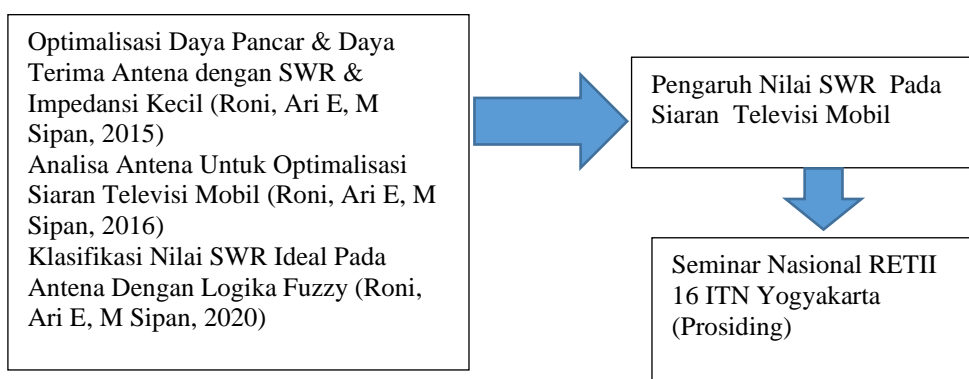 Optimalisasi Daya Pancar & Daya
Terima Antena dengan SWR &
Impedansi Kecil (Roni, Ari E, M
Sipan, 2015)
Analisa Antena Untuk Optimalisasi
Siaran Televisi Mobil (Roni, Ari E, M
Sipan, 2016)
Klasifikasi Nilai SWR Ideal Pada
Antena Dengan Logika Fuzzy (Roni,
Ari E, M Sipan, 2020)
Pengaruh Nilai SWR Pada
Siaran Televisi Mobil
Seminar Nasional RETII
16 ITN Yogyakarta
(Prosiding)